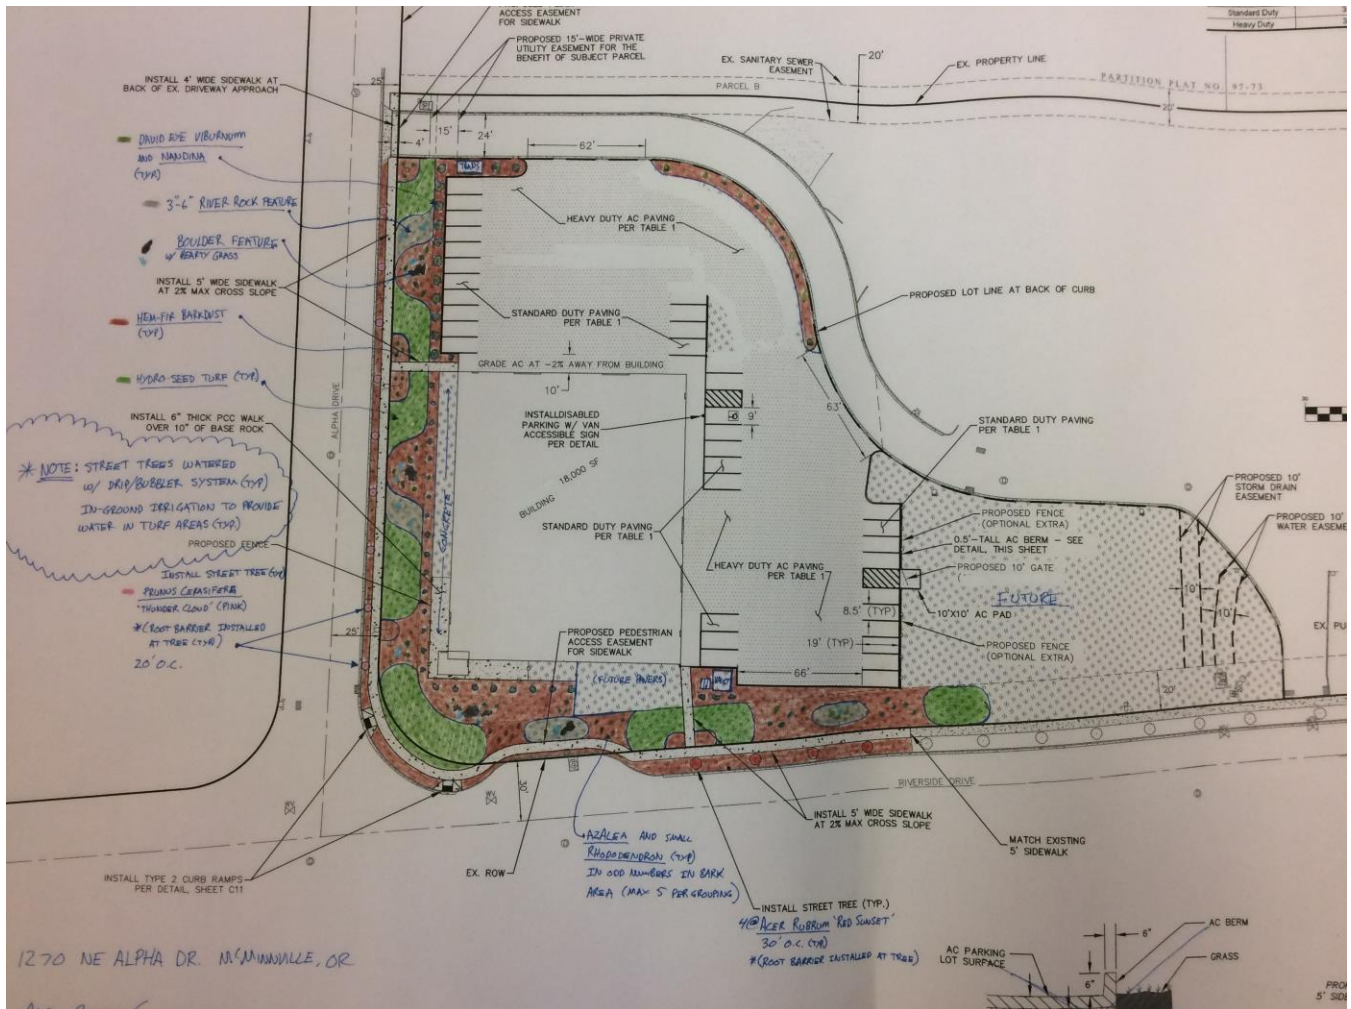 ACCESS EASEMENT
FOR SIDEWALK
PROPOSED 15'-WIDE PRIVATE
UTILITY EASEMENT FOR THE
BENEFIT OF SUBJECT PARCEL
Standard Duty
Heavy Duty
EX. SANITARY SEWER
EASEMENT
20'
EX. PROPERTY LINE
PARTITION PLAT NO. 97-73
PARCEL B
20'
INSTALL 4' WIDE SIDEWALK AT
BACK OF EX. DRIVEWAY APPROACH
25'
15'
4'
24'
62'
TRANS
DAVID EYE VIBURNUM
AND NANDINA
(TYP)
3"-6" RIVER ROCK FEATURE
BOULDER FEATURE
W/ BEARTY GRASS
INSTALL 5' WIDE SIDEWALK
AT 2% MAX CROSS SLOPE
HEM-FIR BARKDUST
(TYP)
HYDRO-SEED TURF (TYP)
INSTALL 6" THICK PCC WALK
OVER 10" OF BASE ROCK
ALPHA DRIVE
* NOTE: STREET TREES WATERED
W/ DRIP/BUBBLER SYSTEM (TYP)
IN-GROUND IRRIGATION TO PROVIDE
WATER IN TURF AREAS (TYP)
PROPOSED FENCE
INSTALL STREET TREE (TYP)
PRUNUS CERASIFERA
'THUNDER CLOUD' (PINK)
*(ROOT BARRIER INSTALLED
AT TREE (TYP)
20' O.C.
25'
HEAVY DUTY AC PAVING
PER TABLE 1
STANDARD DUTY PAVING
PER TABLE 1
GRADE AC AT -2% AWAY FROM BUILDING
10'
PROPOSED LOT LINE AT BACK OF CURB
63'
INSTALLDISABLED
PARKING W/ VAN
ACCESSIBLE SIGN
PER DETAIL
9'
BUILDING 18,000 SF
CONCRETE
STANDARD DUTY PAVING
PER TABLE 1
STANDARD DUTY PAVING
PER TABLE 1
HEAVY DUTY AC PAVING
PER TABLE 1
PROPOSED FENCE
(OPTIONAL EXTRA)
0.5'-TALL AC BERM - SEE
DETAIL, THIS SHEET
PROPOSED 10' GATE
(
10'X10' AC PAD
FUTURE
8.5' (TYP)
19' (TYP)
PROPOSED FENCE
(OPTIONAL EXTRA)
PROPOSED 10'
STORM DRAIN
EASEMENT
PROPOSED 10'
WATER EASEME
10'
10'
EX. PU
20'
PROPOSED PEDESTRIAN
ACCESS EASEMENT
FOR SIDEWALK
(FUTURE PAVERS)
66'
30'
RIVERSIDE DRIVE
INSTALL 5' WIDE SIDEWALK
AT 2% MAX CROSS SLOPE
MATCH EXISTING
5' SIDEWALK
INSTALL TYPE 2 CURB RAMPS
PER DETAIL, SHEET C11
EX. ROW
AZALEA AND SMALL
RHODODENDRON (TYP)
IN ODD NUMBERS IN BARK
AREA (MAX 5 PER GROUPING)
INSTALL STREET TREE (TYP.)
4@ ACER RUBRUM 'RED SUNSET'
30' O.C. (TYP)
*(ROOT BARRIER INSTALLED AT TREE)
1270 NE ALPHA DR. MCMINNVILLE, OR
AC BERM
6"
AC PARKING
LOT SURFACE
GRASS
6"
PRO
5' SIDE